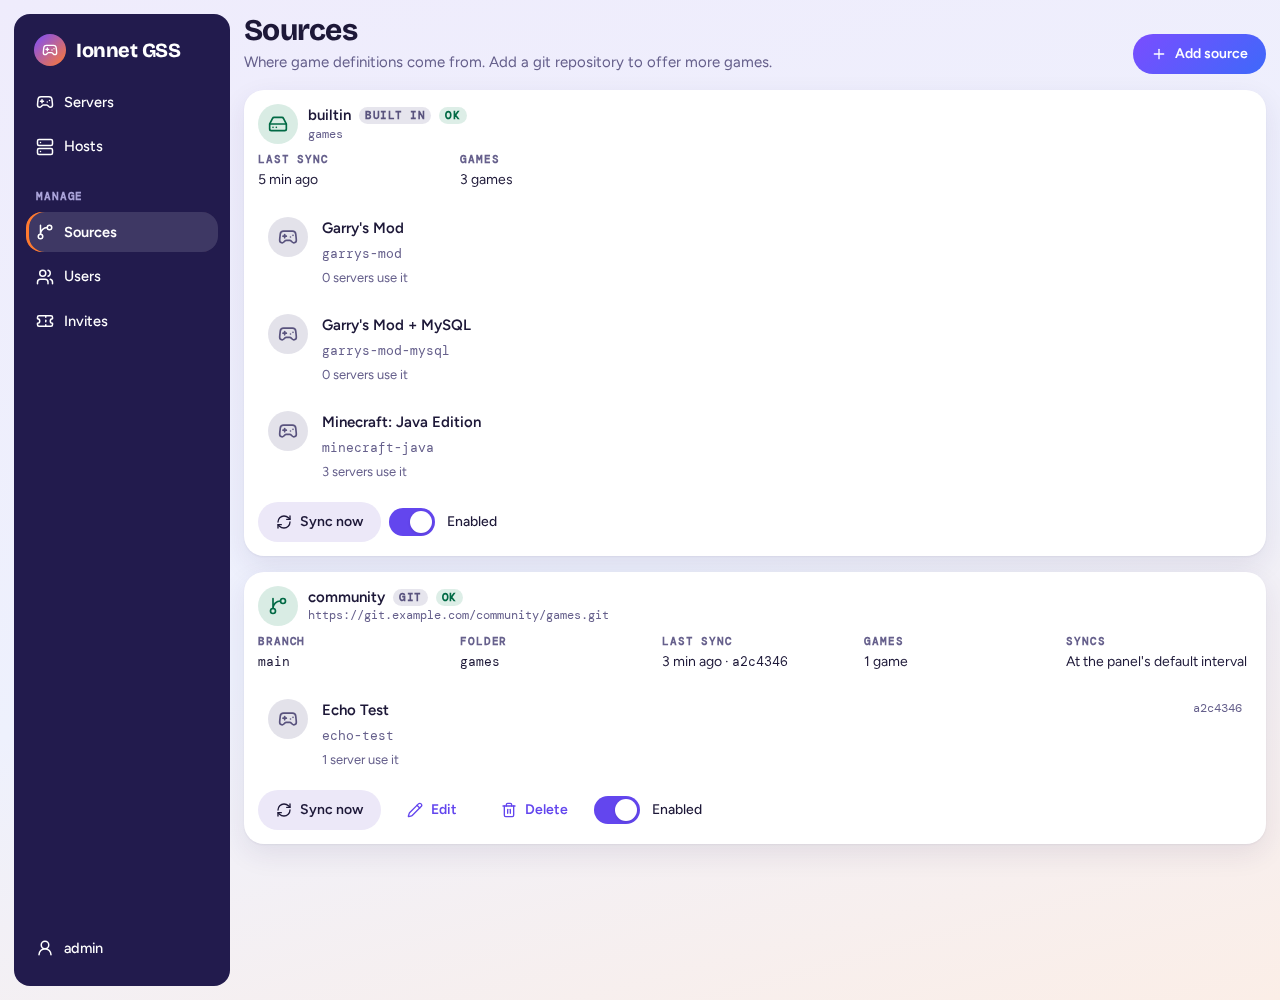 Ionnet GSS
Servers
Hosts
MANAGE
Sources
Users
Invites
admin
Sources
Where game definitions come from. Add a git repository to offer more games.
Add source
builtin BUILT IN OK
games
LAST SYNC GAMES
5 min ago 3 games
Garry's Mod
garrys-mod
0 servers use it
Garry's Mod + MySQL
garrys-mod-mysql
0 servers use it
Minecraft: Java Edition
minecraft-java
3 servers use it
Sync now Enabled
community GIT OK
https://git.example.com/community/games.git
BRANCH FOLDER LAST SYNC GAMES SYNCS
main games 3 min ago · a2c4346 1 game At the panel's default interval
Echo Test a2c4346
echo-test
1 server use it
Sync now Edit Delete Enabled